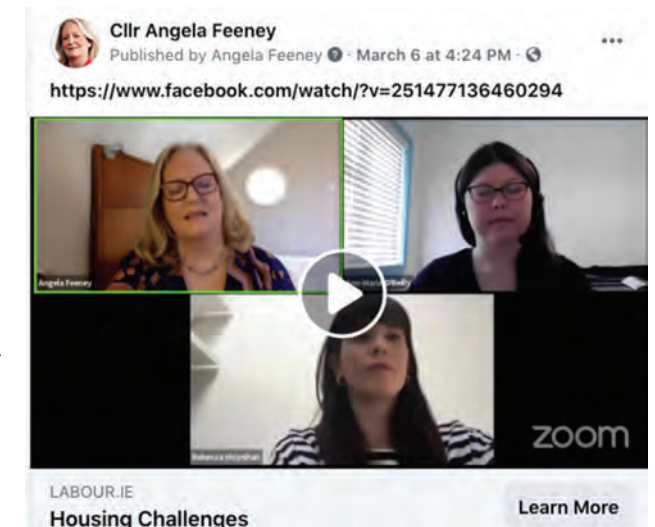 Cllr Angela Feeney
Published by Angela Feeney ? · March 6 at 4:24 PM ·
https://www.facebook.com/watch/?v=251477136460294
Angela Feeney
O'Reilly
Rebecca Moynihan
zoom
LABOUR.IE
Housing Challenges
Learn More